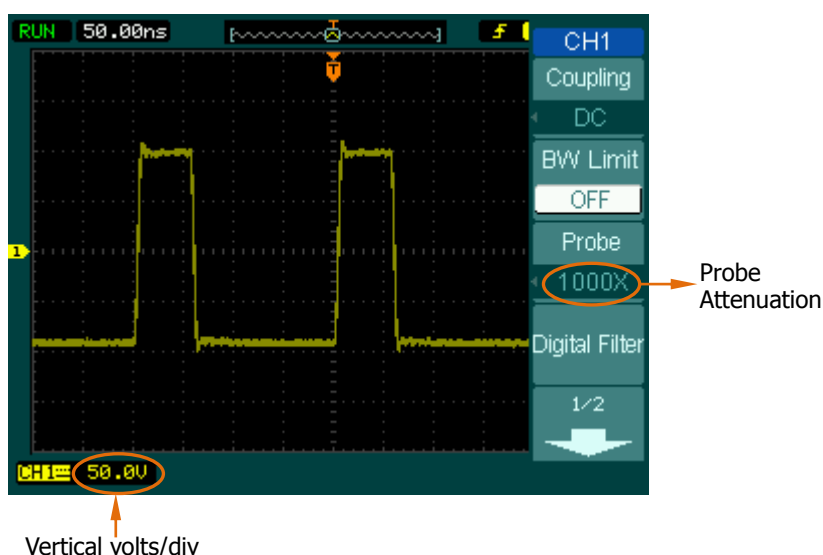 RUN 50.00ns T f
CH1
Coupling
DC
BW Limit
OFF
Probe
1000X
Digital Filter
1/2
T
1
CH1 50.0V
Probe
Attenuation
Vertical volts/div